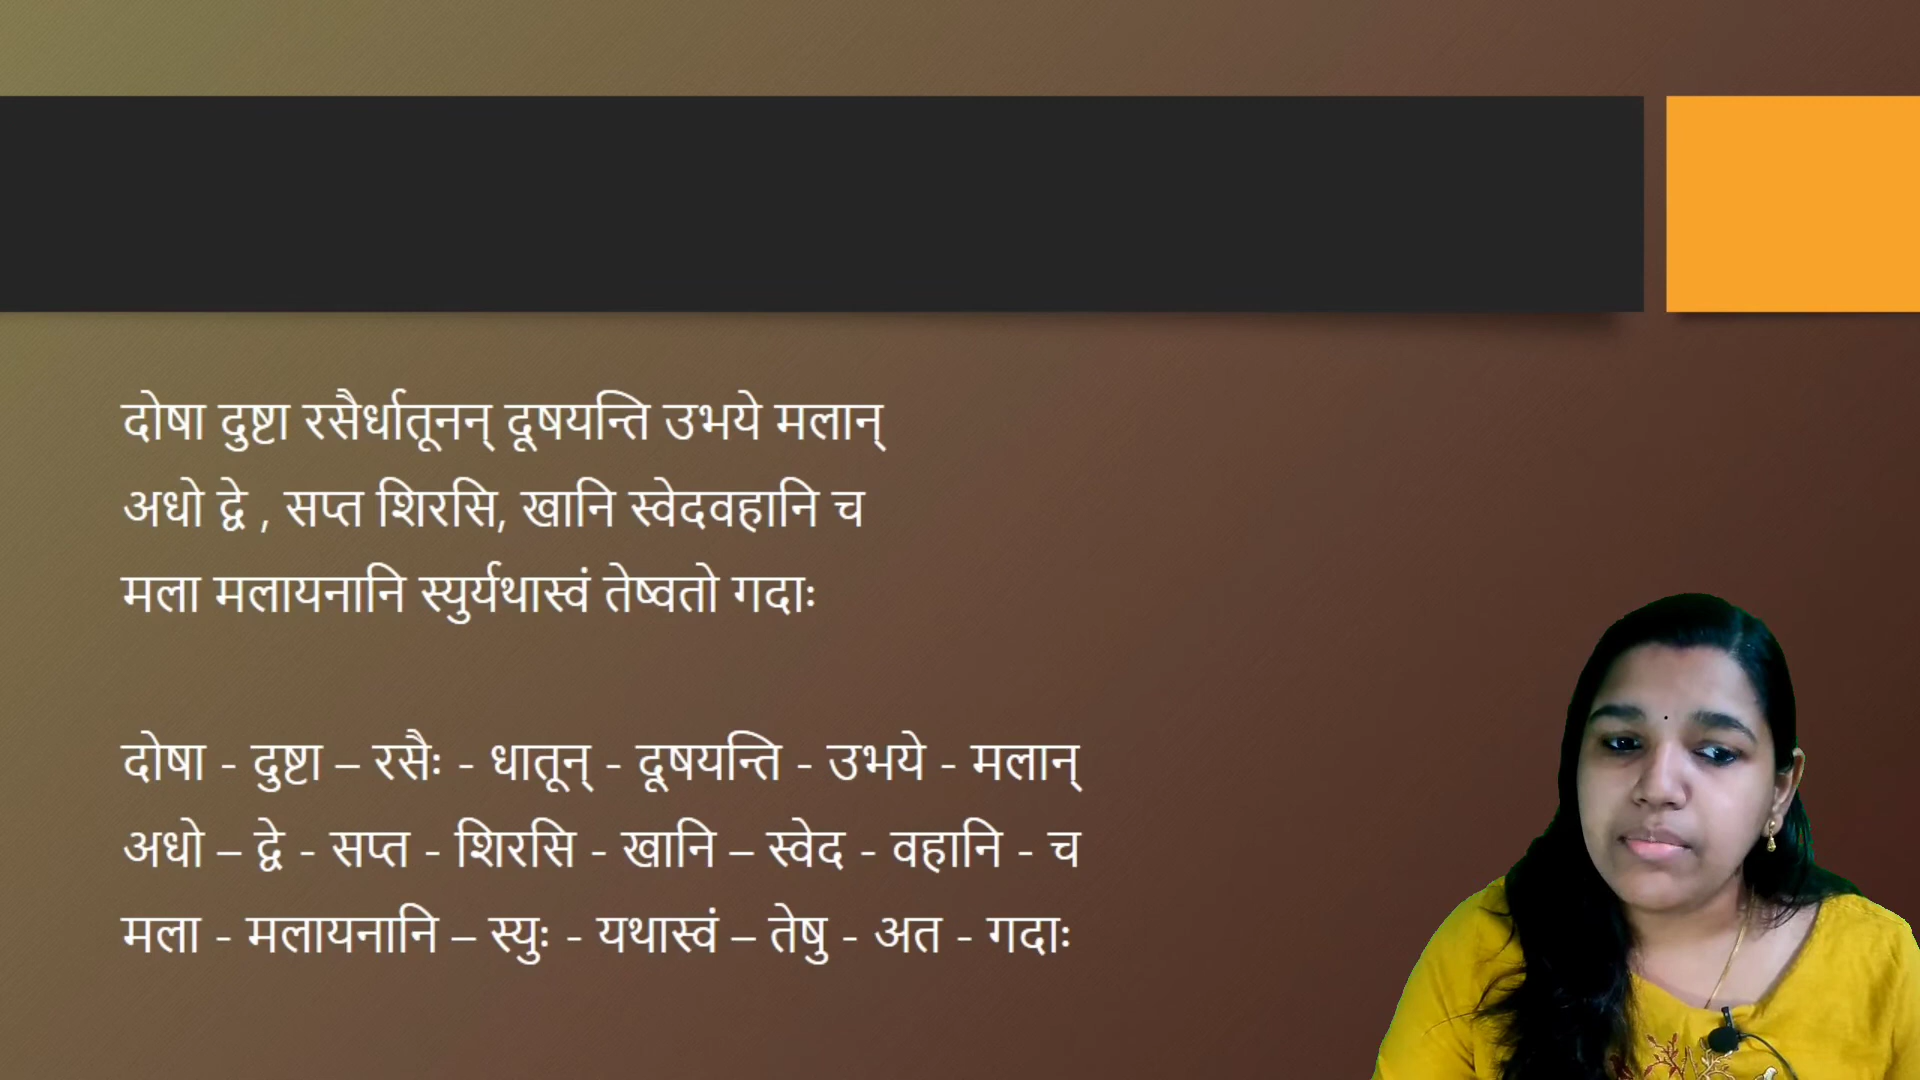 दोषा दुष्टा रसैर्धातूनन् दूषयन्ति उभये मलान्
अधो द्वे , सप्त शिरसि, खानि स्वेदवहानि च
मला मलायनानि स्युर्यथास्वं तेष्वतो गदाः
दोषा - दुष्टा – रसैः - धातून् - दूषयन्ति - उभये - मलान्
अधो – द्वे - सप्त - शिरसि - खानि – स्वेद - वहानि - च
मला - मलायनानि – स्युः - यथास्वं – तेषु - अत - गदाः